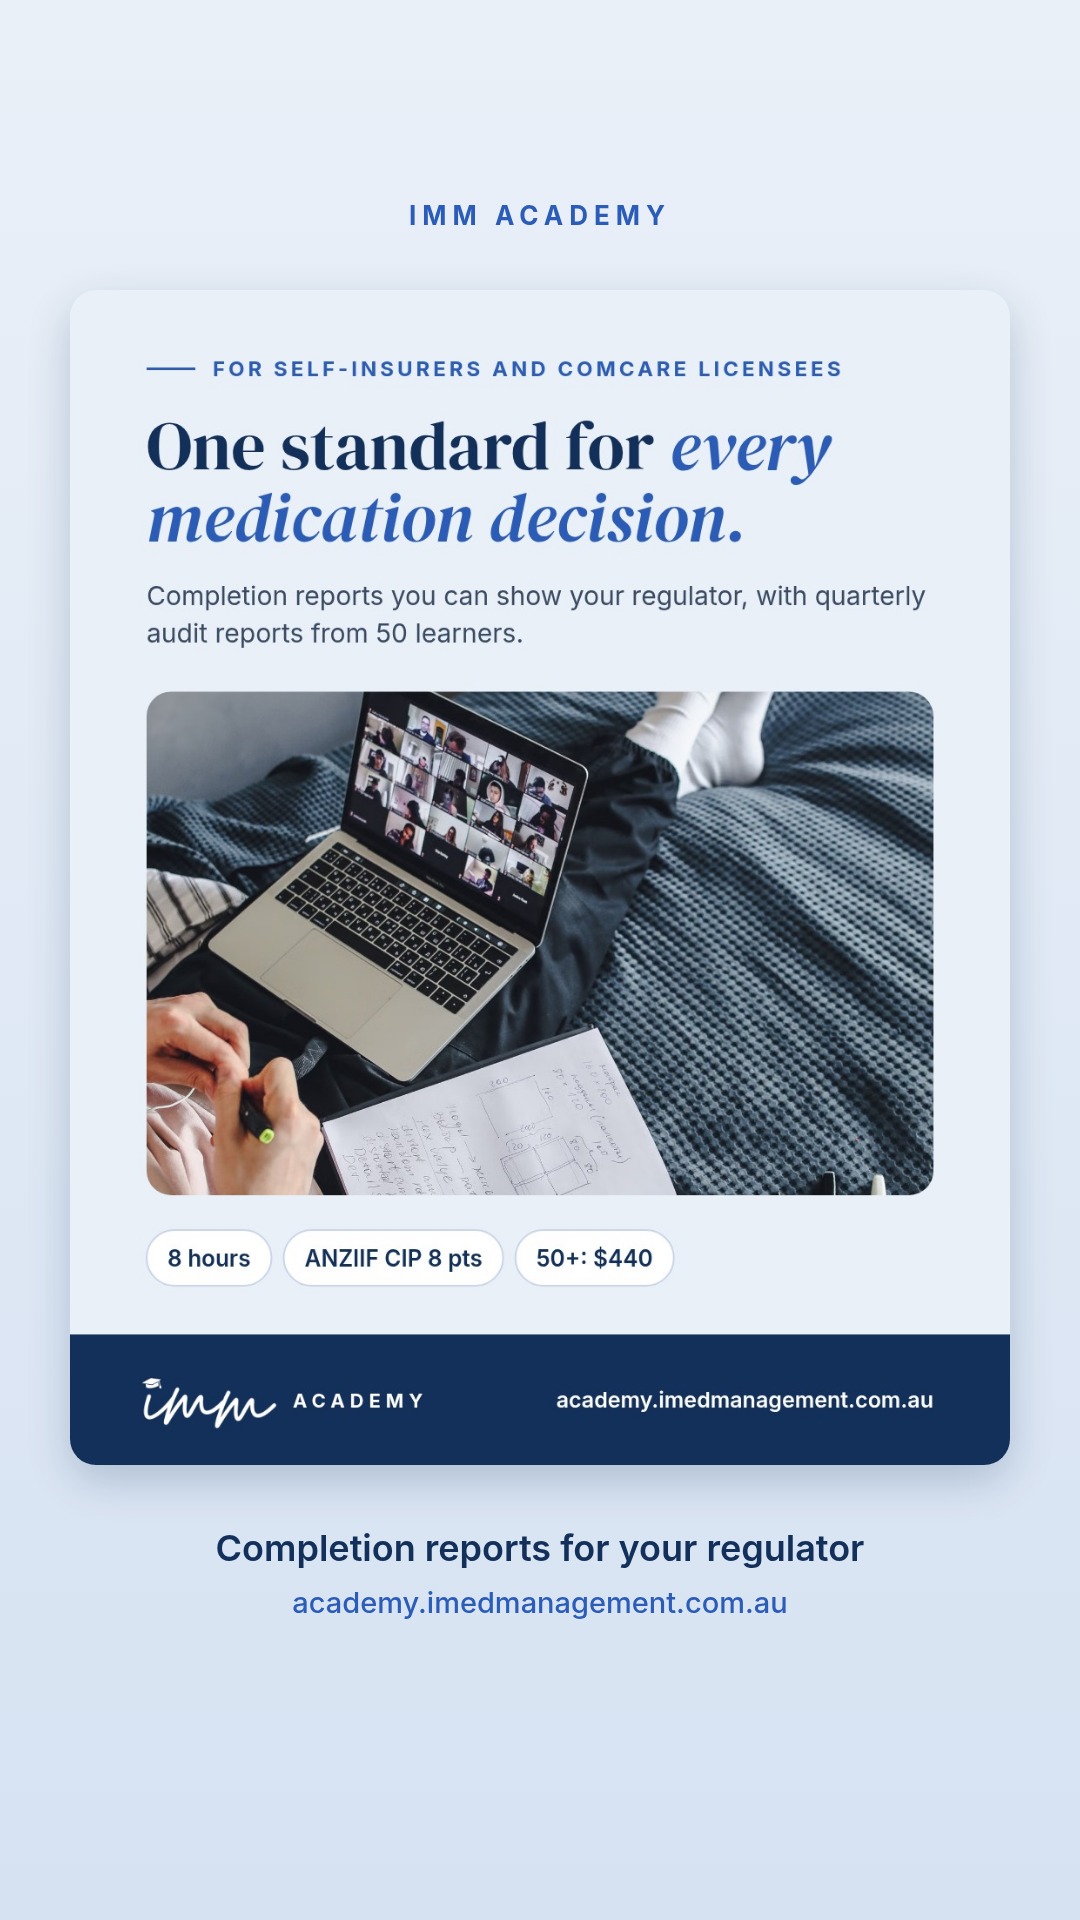 IMM ACADEMY
FOR SELF-INSURERS AND COMCARE LICENSEES
One standard for every
medication decision.
Completion reports you can show your regulator, with quarterly
audit reports from 50 learners.
8 hours
ANZIIF CIP 8 pts
50+: $440
imm ACADEMY
academy.imedmanagement.com.au
Completion reports for your regulator
academy.imedmanagement.com.au